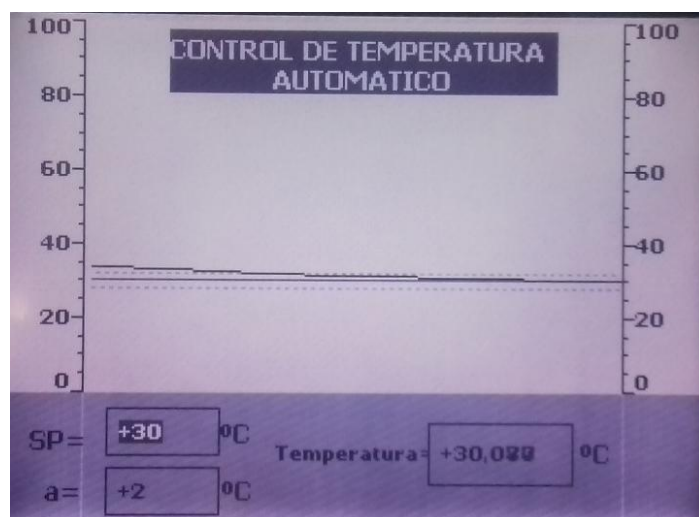 CONTROL DE TEMPERATURA
AUTOMATICO
100 100
80 80
60 60
40 40
20 20
0 0
SP= +30 ºC
Temperatura= ºC
a= +2 ºC